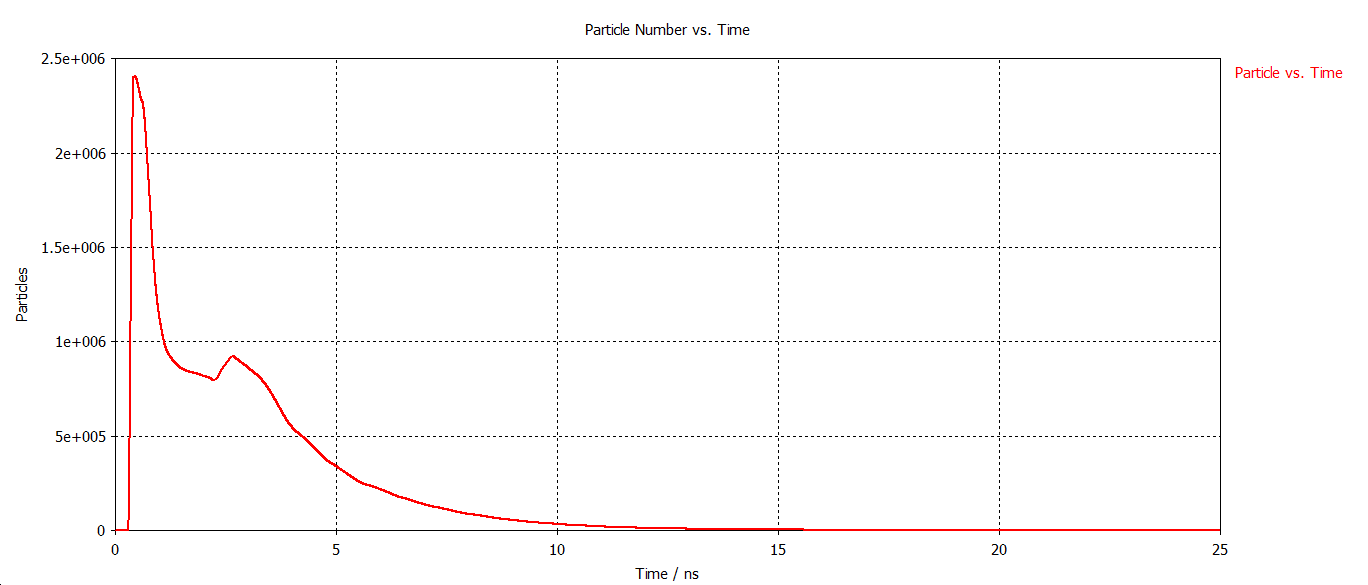 Particle Number vs. Time
Particle vs. Time
2.5e+006
2e+006
1.5e+006
1e+006
5e+005
0
Particles
0 5 10 15 20 25
Time / ns